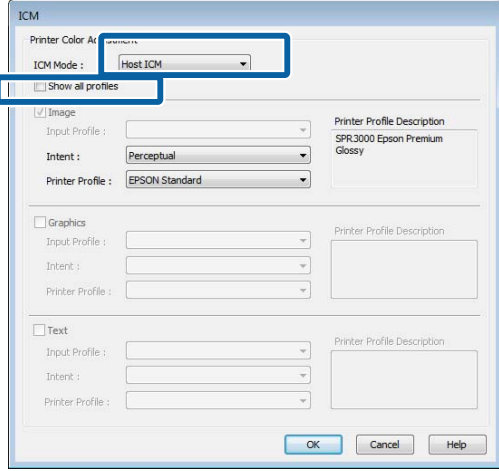 ICM
Printer Color Adjustment
ICM Mode : Host ICM
Show all profiles
Image
Input Profile :
Printer Profile Description
Intent : Perceptual
SPR3000 Epson Premium
Glossy
Printer Profile : EPSON Standard
Graphics
Input Profile :
Printer Profile Description
Intent :
Printer Profile :
Text
Input Profile :
Printer Profile Description
Intent :
Printer Profile :
OK Cancel Help